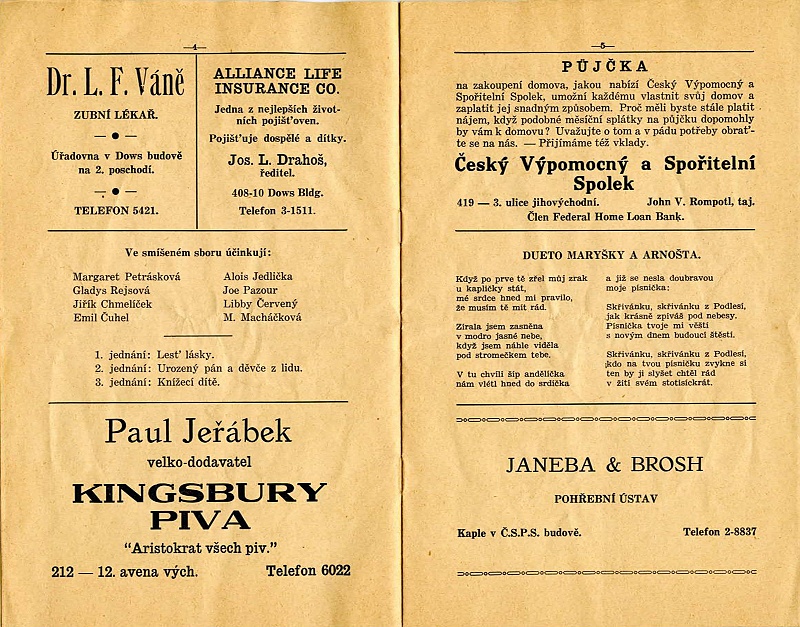 —4—
Dr. L. F. Váně
ZUBNÍ LÉKAŘ.
Úřadovna v Dows budově
na 2. poschodí.
TELEFON 5421.
ALLIANCE LIFE
INSURANCE CO.
Jedna z nejlepších život-
ních pojišt'oven.
Pojišt'uje dospělé a dítky.
Jos. L. Drahoš,
ředitel.
408-10 Dows Bldg.
Telefon 3-1511.
Ve smíšeném sboru účinkují:
Margaret Petrásková
Gladys Rejsová
Jiřík Chmelíček
Emil Čuhel
Alois Jedlička
Joe Pazour
Libby Červený
M. Macháčková
1. jednání: Lest' lásky.
2. jednání: Urozený pán a děvče z lidu.
3. jednání: Knížecí dítě.
Paul Jeřábek
velko-dodavatel
KINGSBURY
PIVA
“Aristokrat všech piv.”
212 — 12. avena vých.
Telefon 6022
—5—
PŮJČKA
na zakoupení domova, jakou nabízí Český Výpomocný a
Spořitelní Spolek, umožní každému vlastnit svůj domov a
zaplatit jej snadným způsobem. Proč měli byste stále platit
nájem, když podobné měsíční splátky na půjčku dopomohly
by vám k domovu? Uvažujte o tom a v pádu potřeby obrat'-
te se na nás. — Přijímáme též vklady.
Český Výpomocný a Spořitelní
Spolek
419 — 3. ulice jihovýchodní.
John V. Rompotl, taj.
Člen Federal Home Loan Bank.
DUETO MARYŠKY A ARNOŠTA.
Když po prve tě zřel můj zrak
u kapličky stát,
mé srdce hned mi pravilo,
že musím tě mít rád.
Zírala jsem zasněna
v modro jasné nebe,
když jsem náhle viděla
pod stromečkem tebe.
V tu chvíli šíp andělíčka
nám vlétl hned do srdíčka
a již se nesla doubravou
moje písnička:
Skřivánku, skřivánku z Podlesí,
jak krásně zpíváš pod nebesy.
Písnička tvoje mi věští
s novým dnem budoucí štěstí.
Skřivánku, skřivánku z Podlesí,
kdo na tvou písničku zvykne si
ten by ji slyšet chtěl rád
v žití svém stotisíckrát.
JANEBA & BROSH
POHŘEBNÍ ÚSTAV
Kaple v Č.S.P.S. budově.
Telefon 2-8837